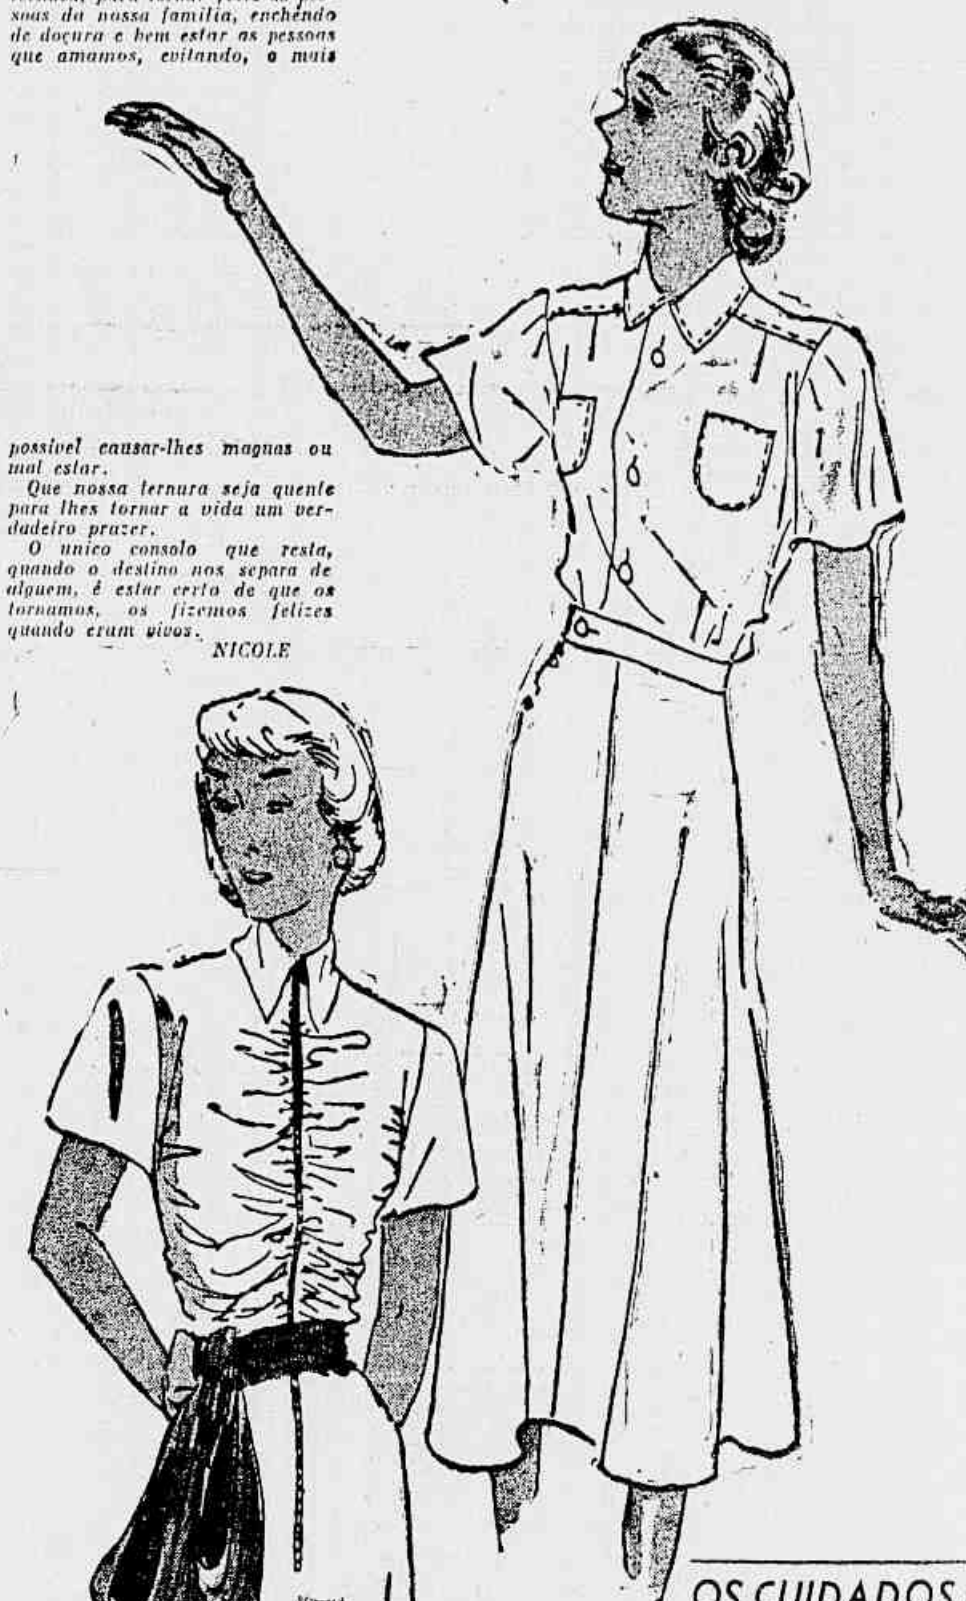 soas da nossa familia, enchendo
de doçura e bem estar as pessoas
que amamos, evitando, o mais
possivel causar-lhes maguas ou
mal estar.
Que nossa ternura seja quente
para lhes tornar a vida um ver-
dadeiro prazer.
O unico consolo que resta,
quando o destino nos separa de
alguem, é estar certo de que os
tornamos, os fizemos felizes
quando eram vivos.
NICOLE
OS CUIDADOS